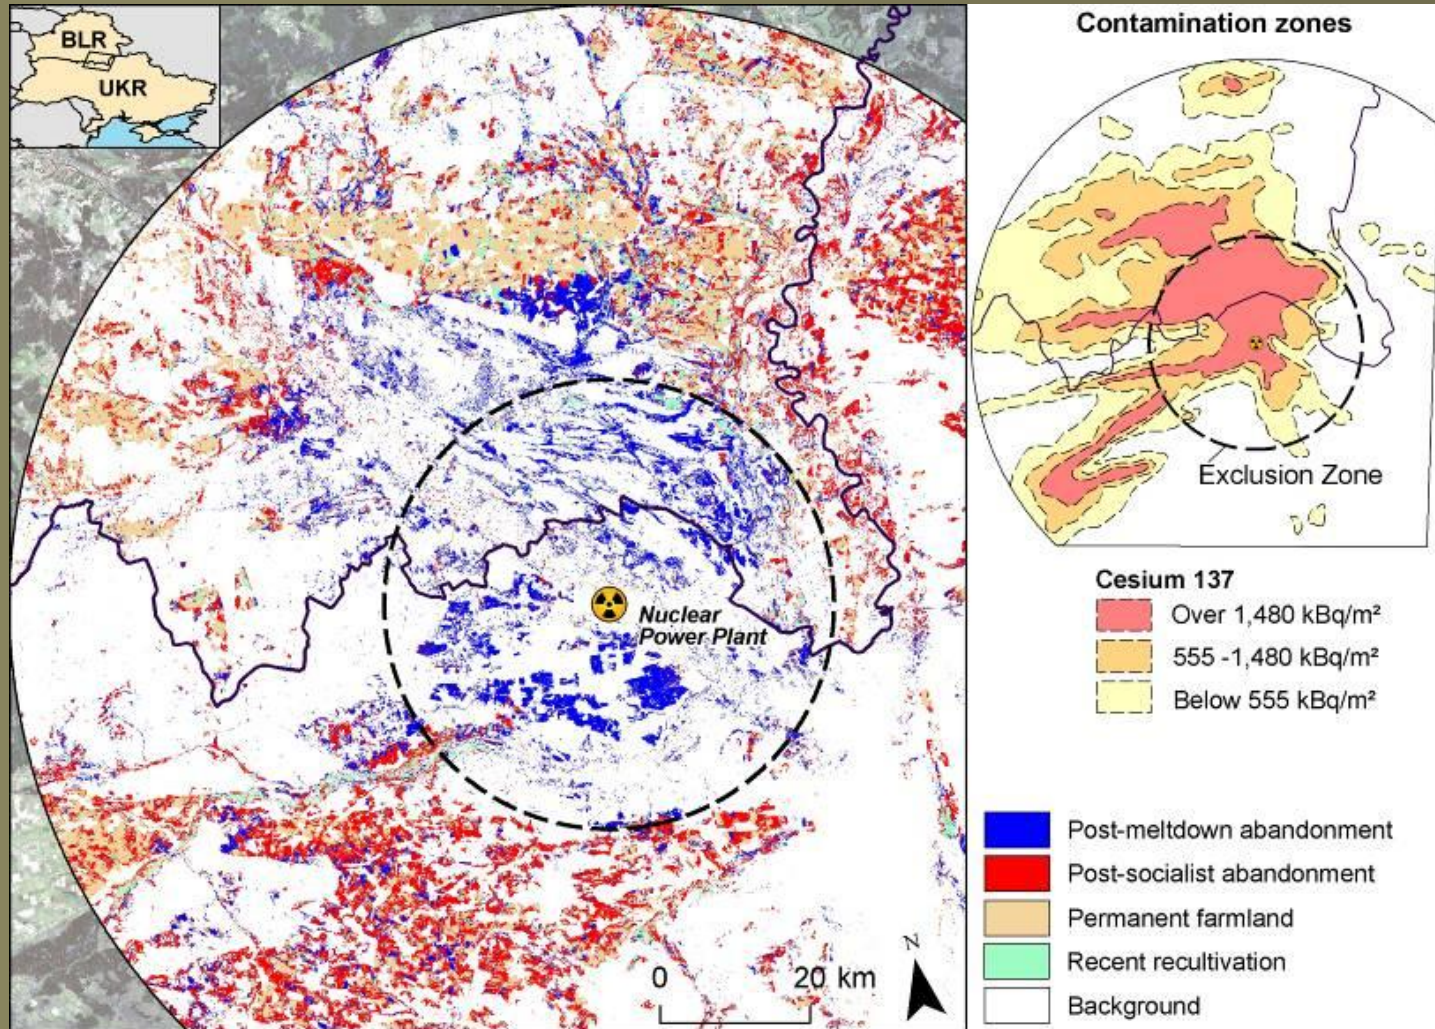 BLR
UKR
Nuclear
Power Plant
N
0 20 km
Contamination zones
Exclusion Zone
Cesium 137
Over 1,480 kBq/m²
555 -1,480 kBq/m²
Below 555 kBq/m²
Post-meltdown abandonment
Post-socialist abandonment
Permanent farmland
Recent recultivation
Background